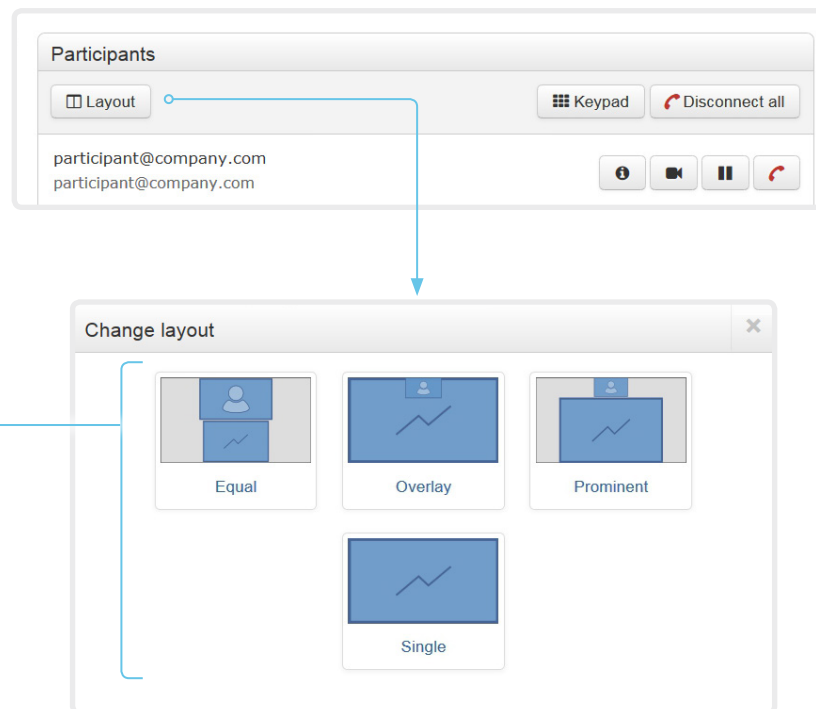 Participants
Layout
Keypad
Disconnect all
participant@company.com
participant@company.com
Change layout
Equal
Overlay
Prominent
Single